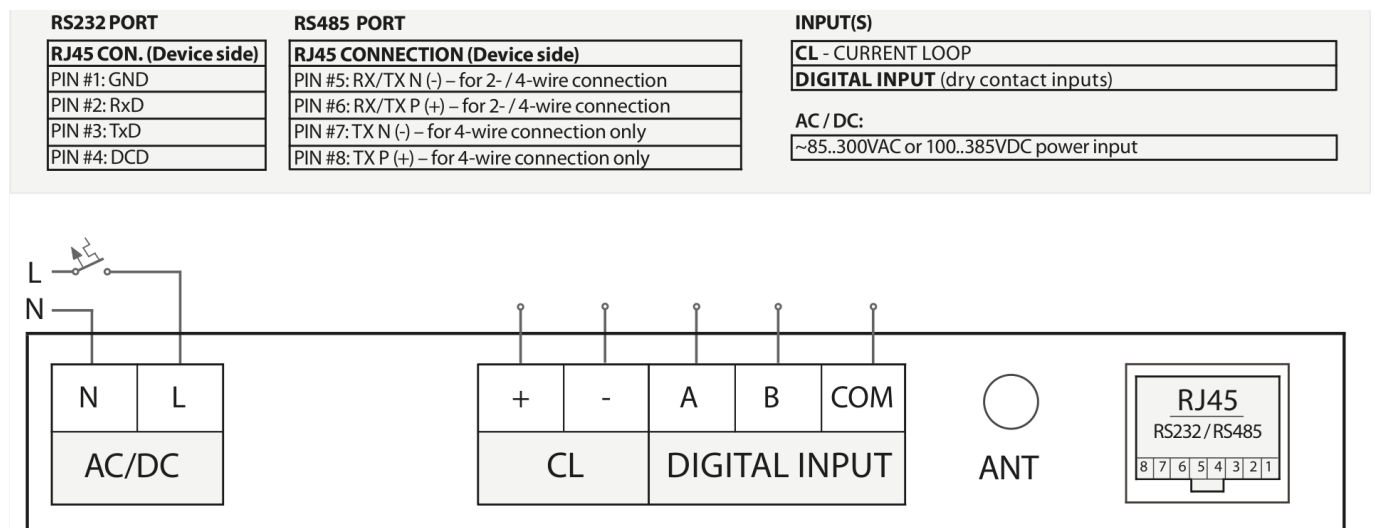 RS232 PORT
RJ45 CON. (Device side)
PIN #1: GND
PIN #2: RxD
PIN #3: TxD
PIN #4: DCD
RS485 PORT
RJ45 CONNECTION (Device side)
PIN #5: RX/TX N (-) – for 2- / 4-wire connection
PIN #6: RX/TX P (+) – for 2- / 4-wire connection
PIN #7: TX N (-) – for 4-wire connection only
PIN #8: TX P (+) – for 4-wire connection only
INPUT(S)
CL - CURRENT LOOP
DIGITAL INPUT (dry contact inputs)
AC / DC:
~85..300VAC or 100..385VDC power input
L
N
N L
AC/DC
+ - A B COM
CL DIGITAL INPUT
ANT
RJ45
RS232/RS485
8 7 6 5 4 3 2 1